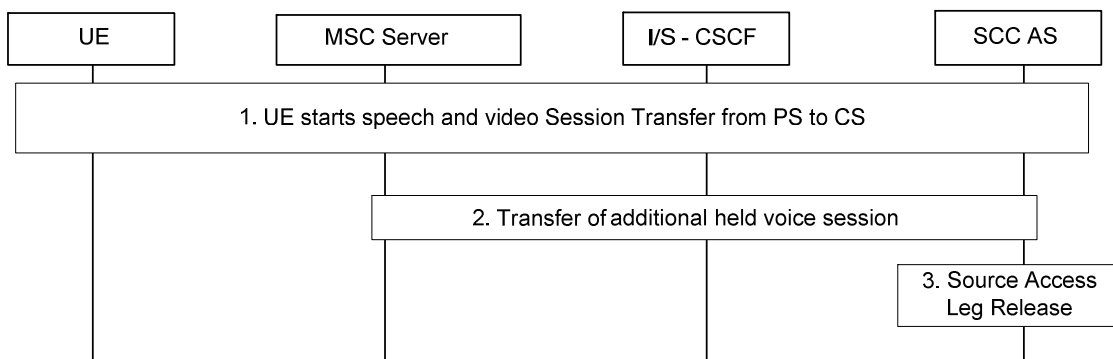 UE
MSC Server
I/S - CSCF
SCC AS
1. UE starts speech and video Session Transfer from PS to CS
2. Transfer of additional held voice session
3. Source Access
Leg Release